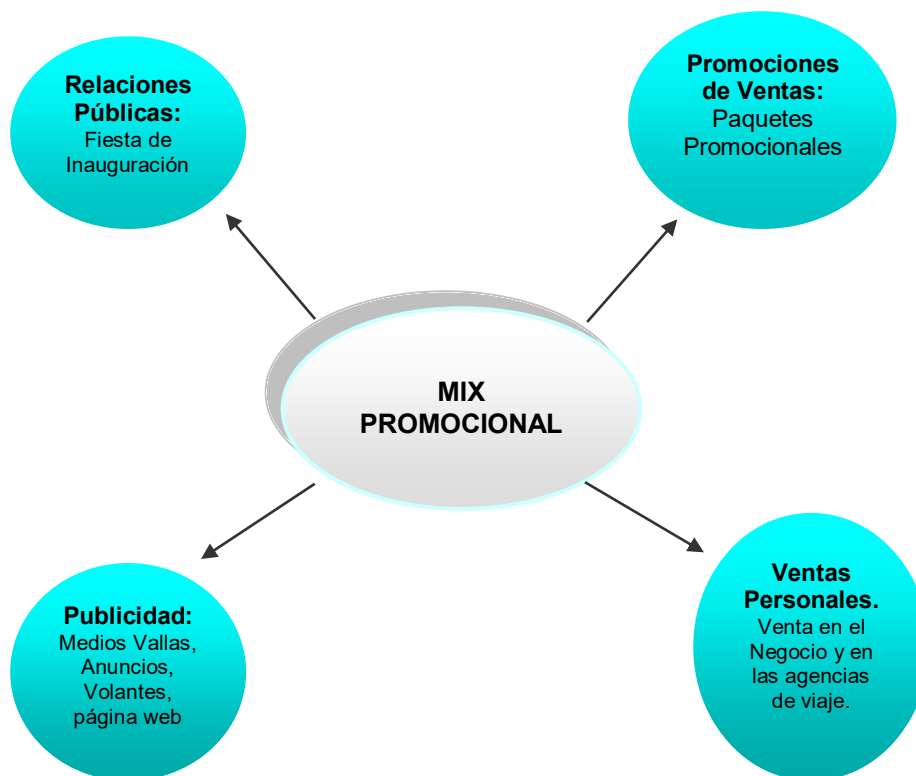 Relaciones
Públicas:
Fiesta de
Inauguración
Promociones
de Ventas:
Paquetes
Promocionales
MIX
PROMOCIONAL
Publicidad:
Medios Vallas,
Anuncios,
Volantes,
página web
Ventas
Personales.
Venta en el
Negocio y en
las agencias
de viaje.